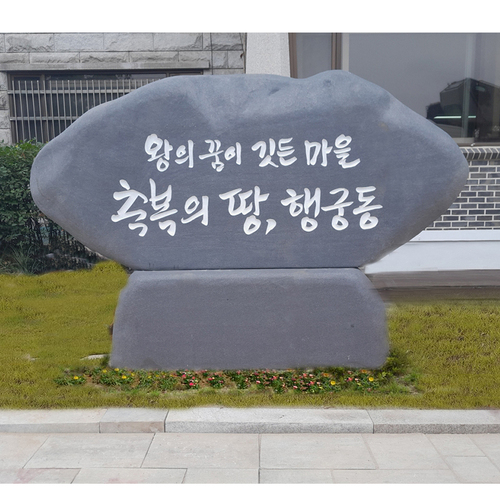 왕의 꿈이 깃든 마을
축복의 땅, 행궁동